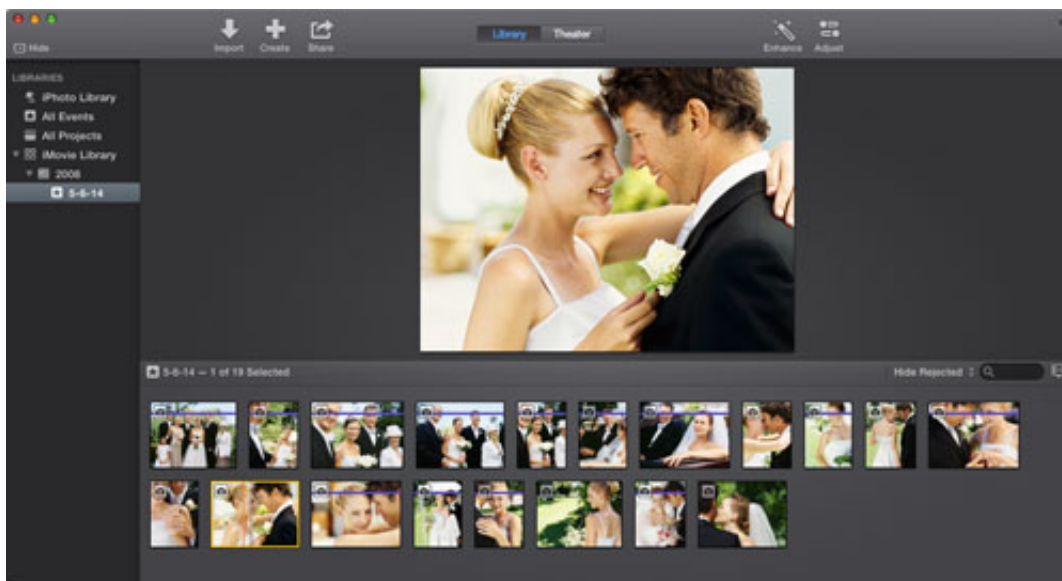 Hide
Import Create Share
Library Theater
Enhance Adjust
LIBRARIES
iPhoto Library
All Events
All Projects
iMovie Library
2008
5-6-14
5-6-14 — 1 of 19 Selected
Hide Rejected